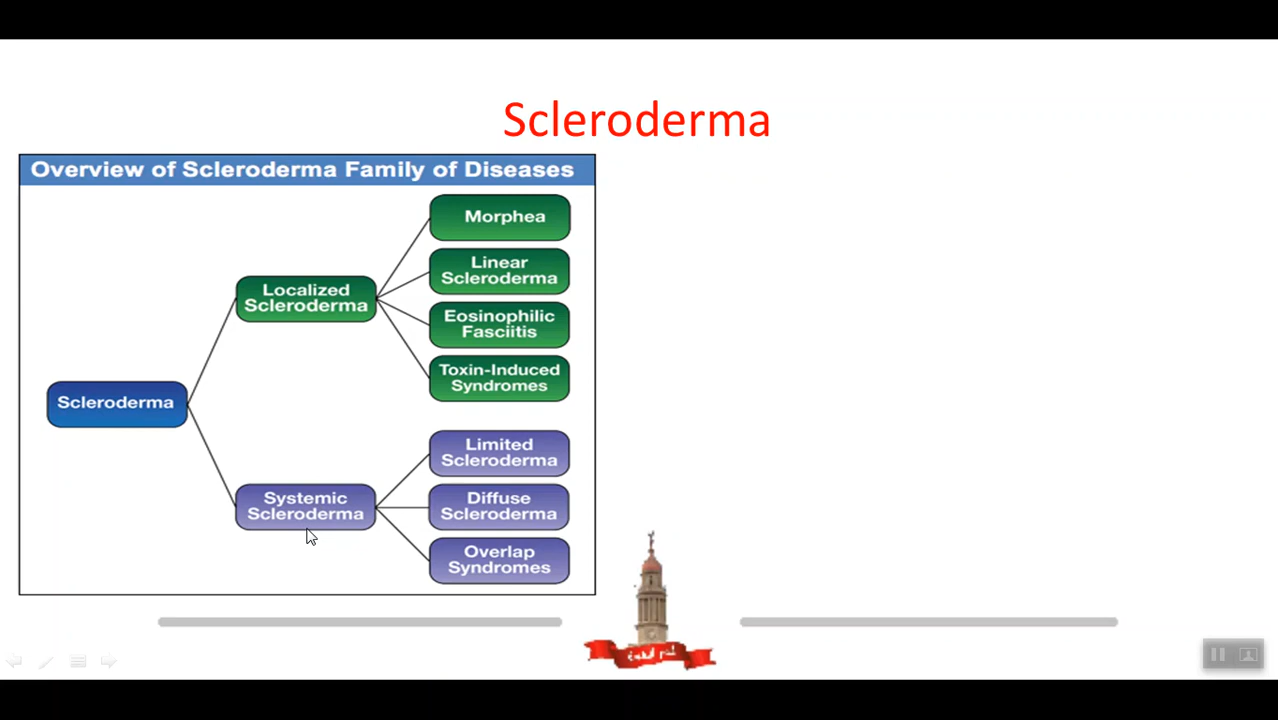 Scleroderma
Overview of Scleroderma Family of Diseases
Morphea
Linear
Scleroderma
Localized
Scleroderma
Eosinophilic
Fasciitis
Toxin-Induced
Syndromes
Scleroderma
Limited
Scleroderma
Systemic
Scleroderma
Diffuse
Scleroderma
Overlap
Syndromes